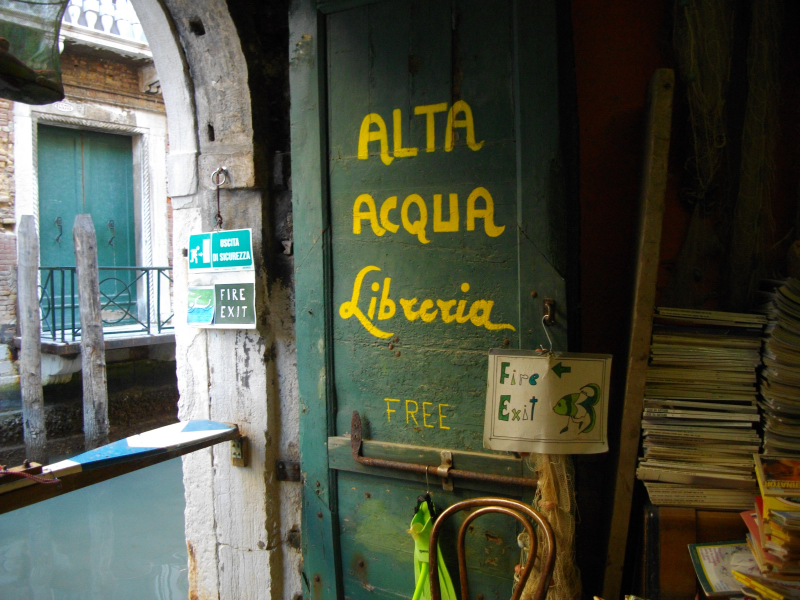 ALTA
ACQUA
Libreria
FREE
USCITA
DI SICUREZZA
FIRE
EXIT
Fire
Exit